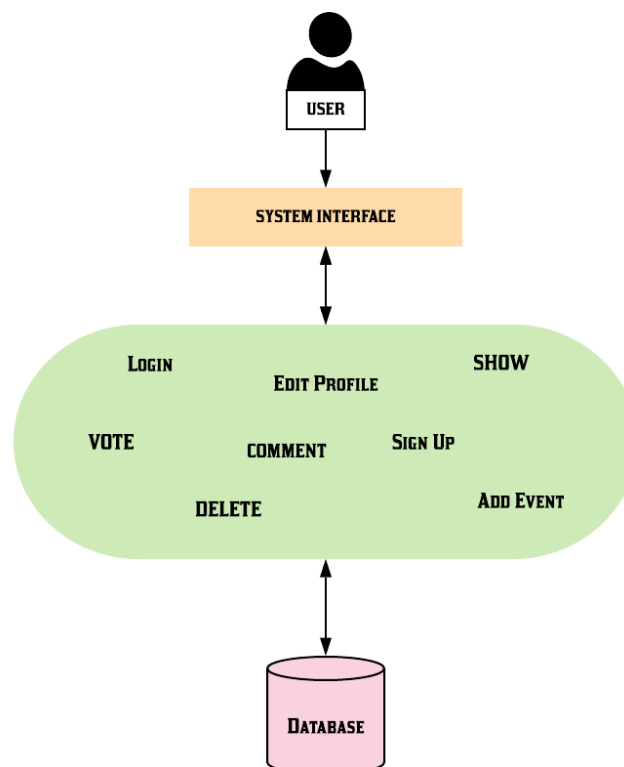 USER
SYSTEM INTERFACE
LOGIN
SHOW
EDIT PROFILE
VOTE
COMMENT
SIGN UP
DELETE
ADD EVENT
DATABASE